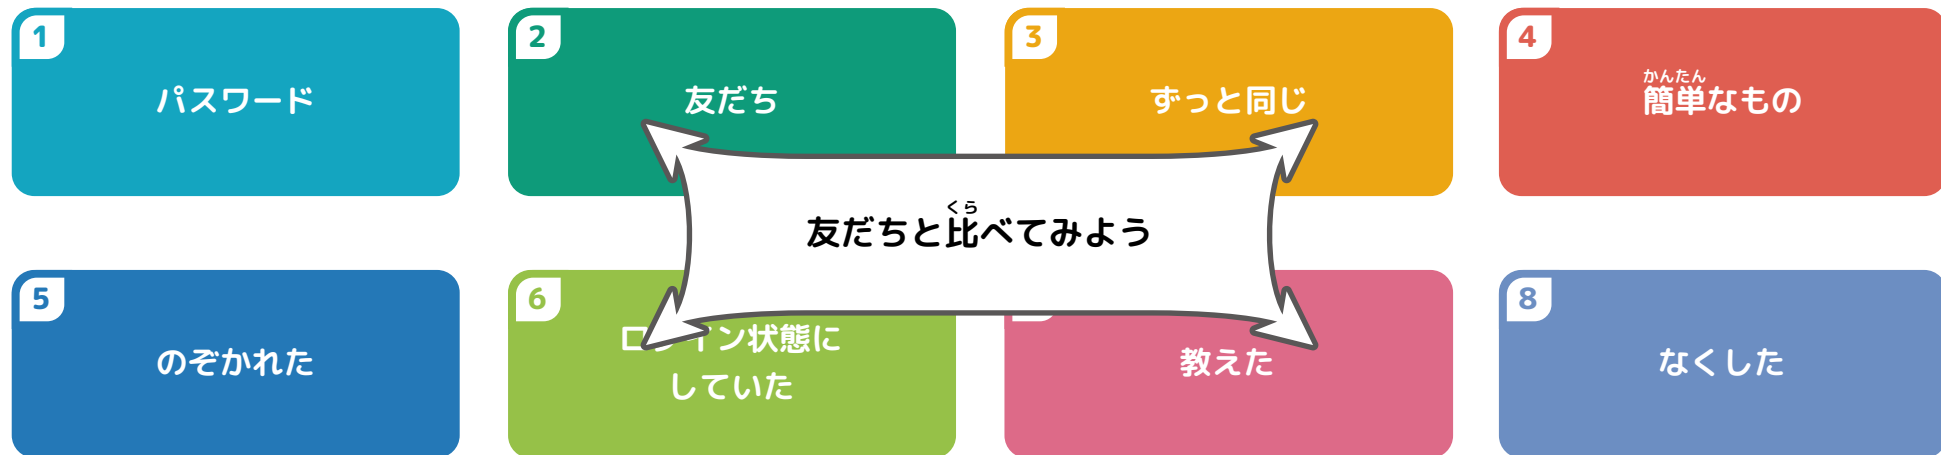 1
パスワード
2
友だち
3
ずっと同じ
4
かんたん
簡単なもの
くら
友だちと比べてみよう
5
のぞかれた
6
イン状態に
していた
教えた
8
なくした